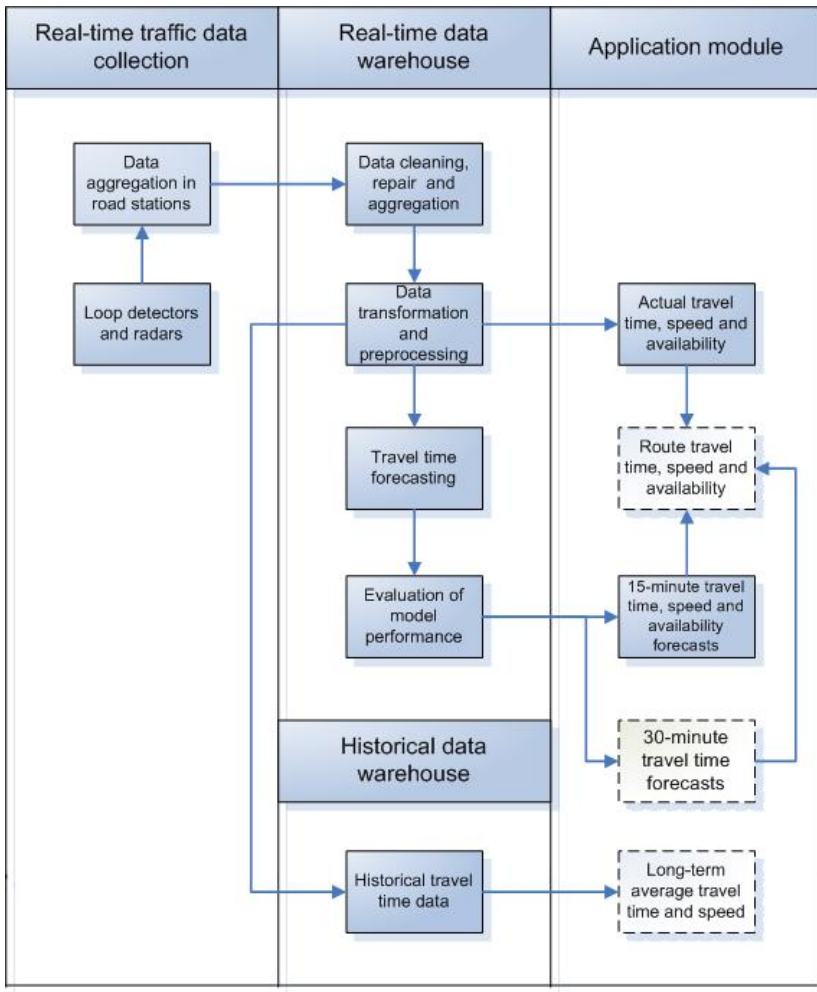 Real-time traffic data
collection
Real-time data
warehouse
Application module
Data
aggregation in
road stations
Data cleaning,
repair and
aggregation
Loop detectors
and radars
Data
transformation
and
preprocessing
Actual travel
time, speed and
availability
Travel time
forecasting
Route travel
time, speed and
availability
Evaluation of
model
performance
15-minute travel
time, speed and
availability
forecasts
Historical data
warehouse
30-minute
travel time
forecasts
Historical travel
time data
Long-term
average travel
time and speed